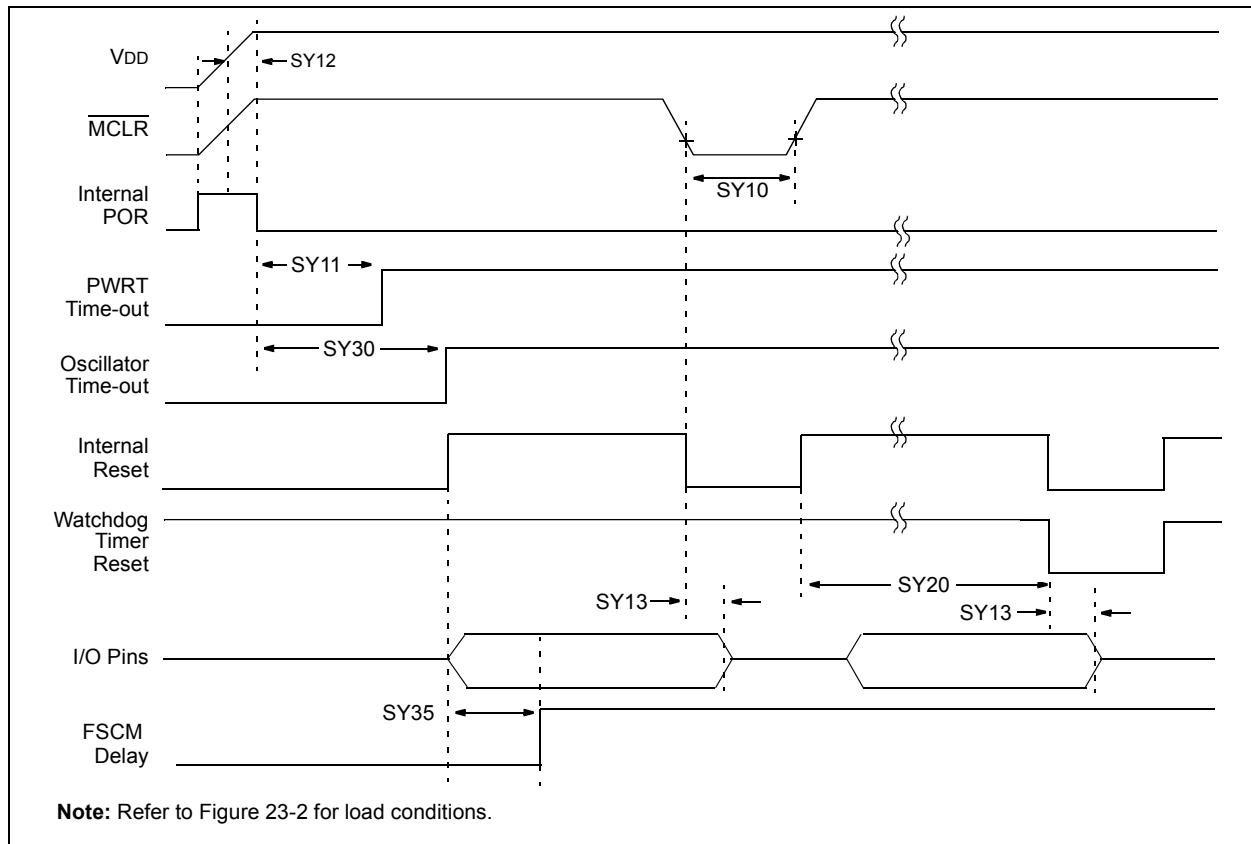 VDD
SY12
MCLR
SY10
Internal
POR
SY11
PWRT
Time-out
SY30
Oscillator
Time-out
Internal
Reset
Watchdog
Timer
Reset
SY20
SY13
SY13
I/O Pins
SY35
FSCM
Delay
Note: Refer to Figure 23-2 for load conditions.